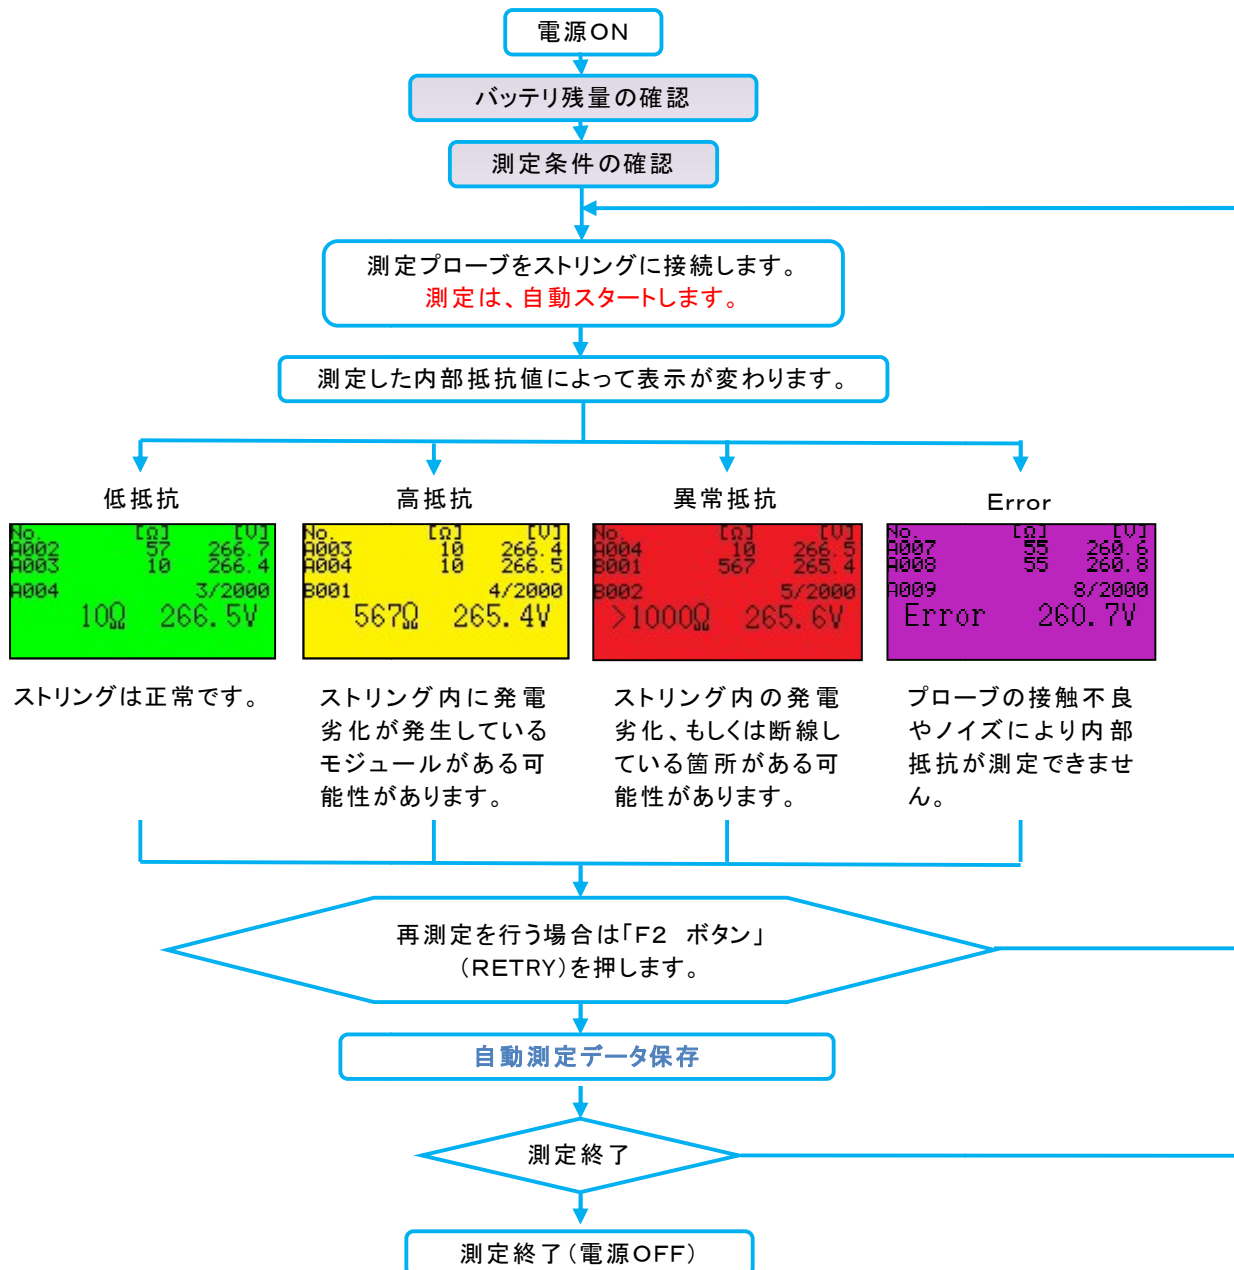 電源ON
バッテリ残量の確認
測定条件の確認
測定プローブをストリングに接続します。
測定は、自動スタートします。
測定した内部抵抗値によって表示が変わります。
低抵抗
No. [Ω] [V]
A002 57 266.7
A003 10 266.4
A004 3/2000
10Ω 266.5V
ストリングは正常です。
高抵抗
No. [Ω] [V]
A003 10 266.4
A004 10 266.5
B001 4/2000
567Ω 265.4V
ストリング内に発電
劣化が発生している
モジュールがある可
能性があります。
異常抵抗
No. [Ω] [V]
A004 10 266.5
B001 567 265.4
B002 5/2000
>1000Ω 265.6V
ストリング内の発電
劣化、もしくは断線し
ている箇所がある可
能性があります。
Error
No. [Ω] [V]
A007 55 260.6
A008 55 260.8
A009 8/2000
Error 260.7V
プローブの接触不良
やノイズにより内部
抵抗が測定できませ
ん。
再測定を行う場合は「F2 ボタン」
(RETRY)を押します。
自動測定データ保存
測定終了
測定終了(電源OFF)